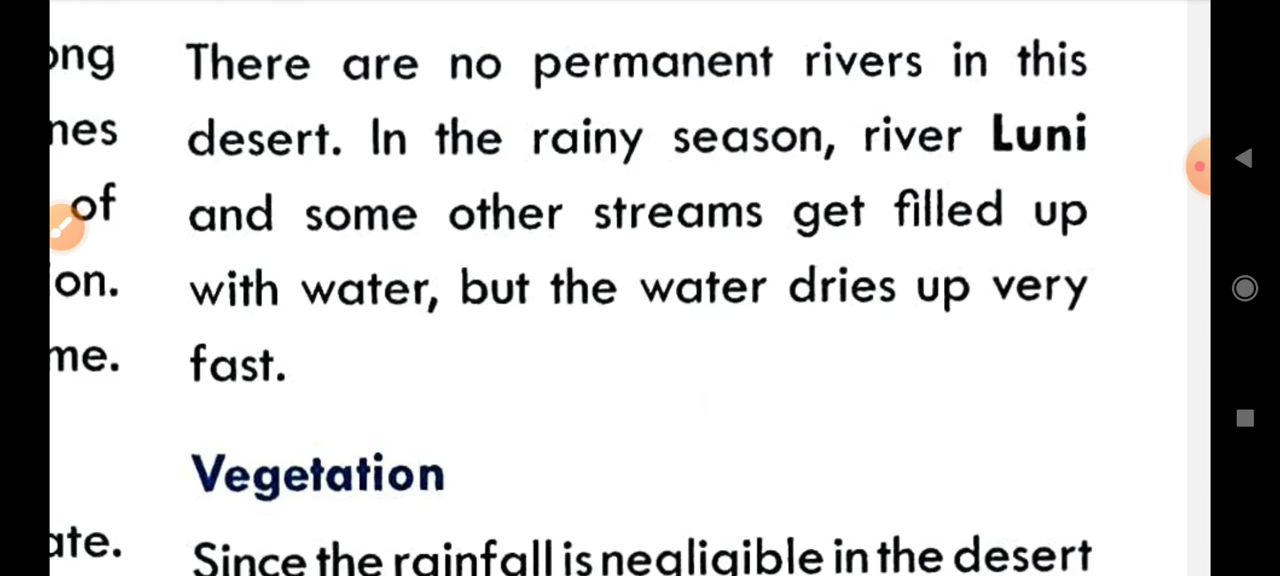 There are no permanent rivers in this
desert. In the rainy season, river Luni
of and some other streams get filled up
on. with water, but the water dries up very
fast.
Vegetation
Since the rainfall is negligible in the desert